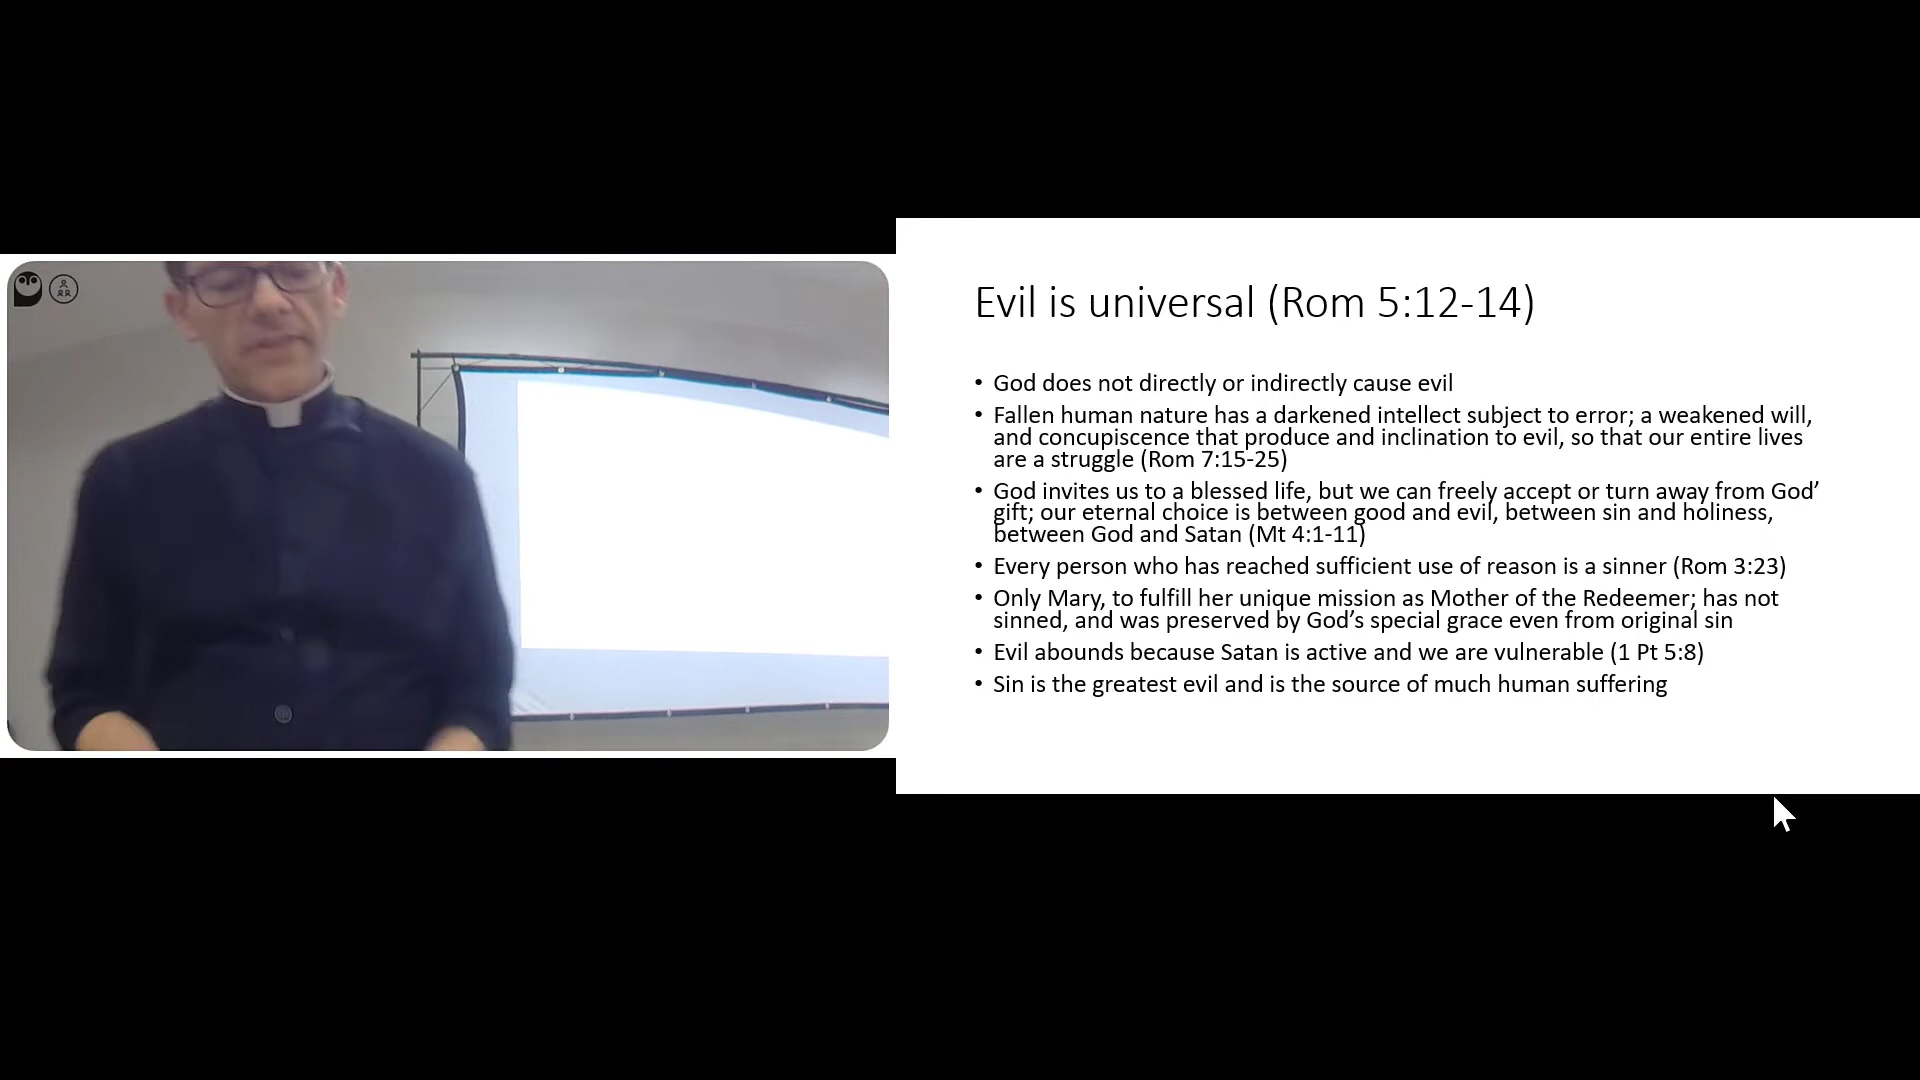 Evil is universal (Rom 5:12-14)
• God does not directly or indirectly cause evil
• Fallen human nature has a darkened intellect subject to error; a weakened will,
and concupiscence that produce and inclination to evil, so that our entire lives
are a struggle (Rom 7:15-25)
• God invites us to a blessed life, but we can freely accept or turn away from God’
gift; our eternal choice is between good and evil, between sin and holiness,
between God and Satan (Mt 4:1-11)
• Every person who has reached sufficient use of reason is a sinner (Rom 3:23)
• Only Mary, to fulfill her unique mission as Mother of the Redeemer; has not
sinned, and was preserved by God’s special grace even from original sin
• Evil abounds because Satan is active and we are vulnerable (1 Pt 5:8)
• Sin is the greatest evil and is the source of much human suffering